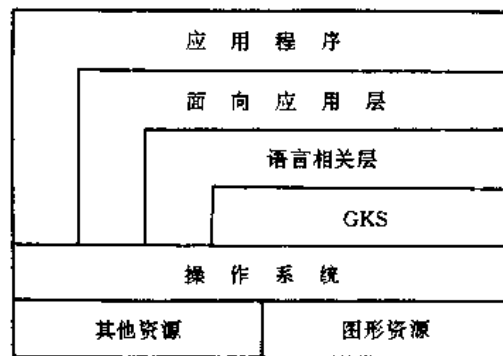 应用程序
面向应用层
语言相关层
GKS
操作系统
其他资源
图形资源